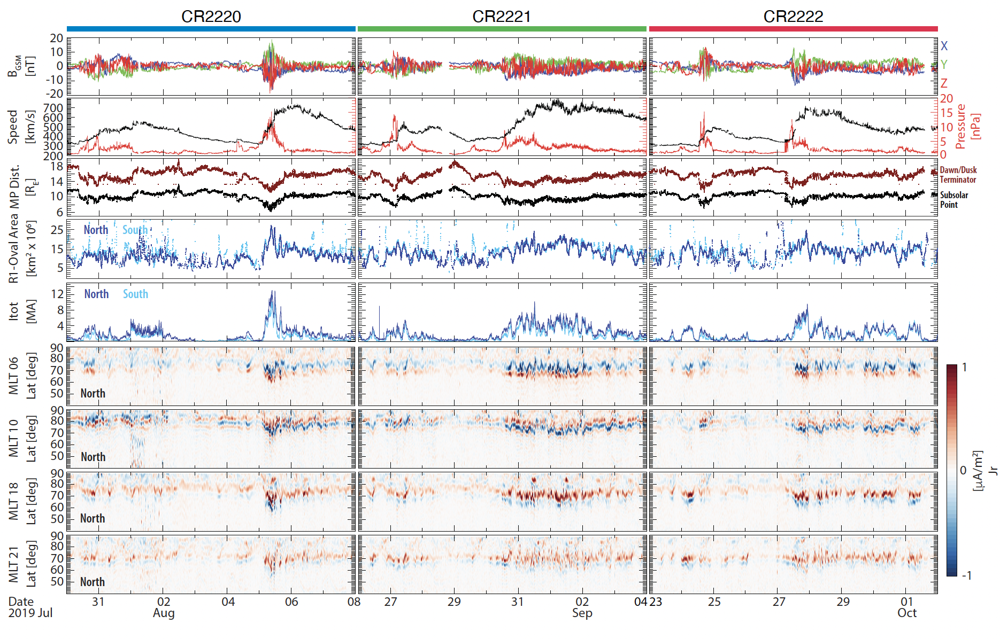 CR2220 CR2221 CR2222
B_GSM [nT]
20
10
0
-10
-20
X
Y
Z
Speed [km/s]
700
600
500
400
300
200
20
15
10
5
0
Pressure [nPa]
MP Dist. [R_E]
18
14
10
6
Dawn/Dusk
Terminator
Subsolar
Point
R1-Oval Area [km² x 10⁶]
25
15
5
North South
Itot [MA]
12
8
4
North South
MLT 06 Lat [deg]
90
80
70
60
50
North
MLT 10 Lat [deg]
90
80
70
60
50
North
MLT 18 Lat [deg]
90
80
70
60
50
North
MLT 21 Lat [deg]
90
80
70
60
50
North
1
0
-1
[µA/m²]
Jr
Date 31 02 04 06 08 27 29 31 02 04 23 25 27 29 01
2019 Jul Aug Sep Oct